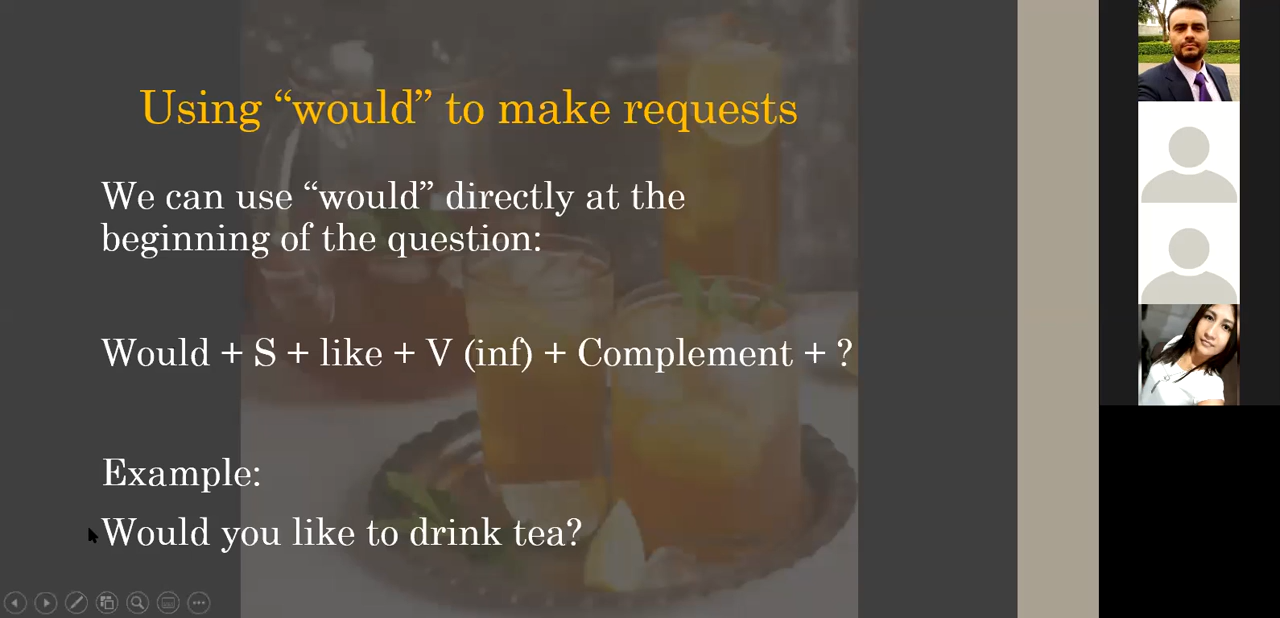 Using “would” to make requests
We can use “would” directly at the
beginning of the question:
Would + S + like + V (inf) + Complement + ?
Example:
Would you like to drink tea?